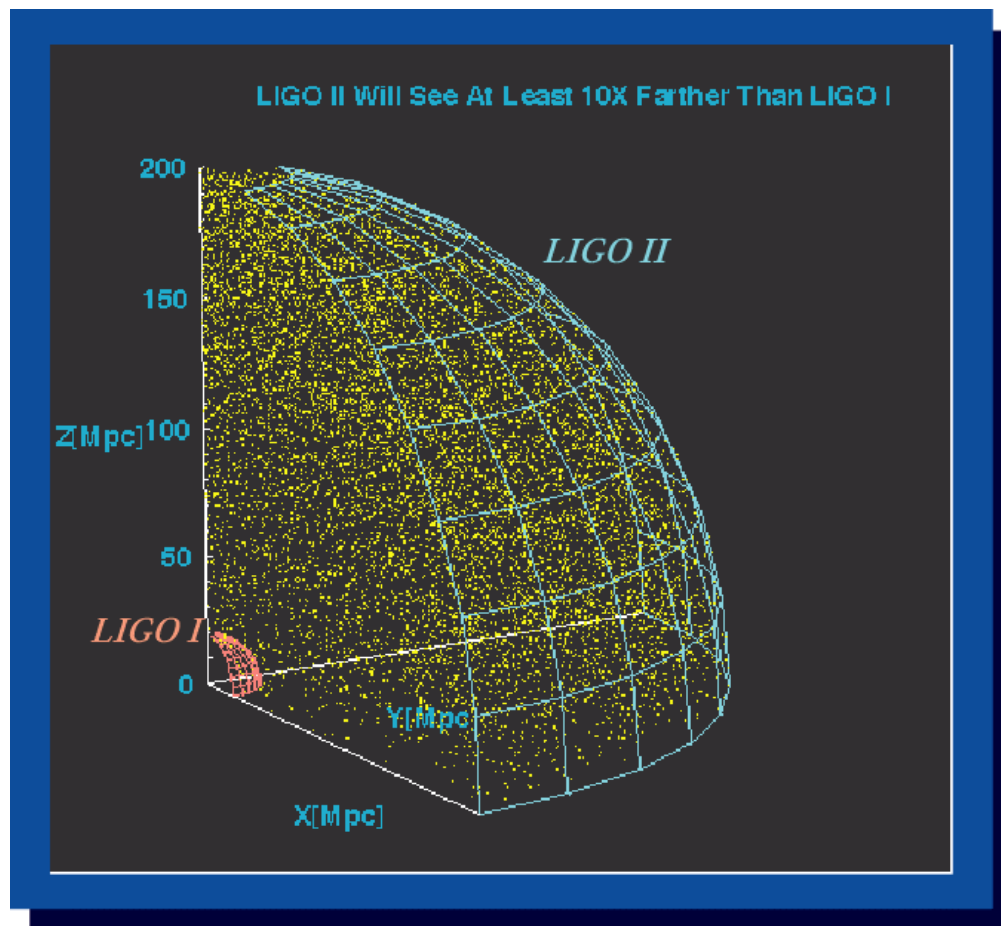 LIGO II Will See At Least 10X Farther Than LIGO I
200
LIGO II
150
Z[Mpc]
100
50
LIGO I
0
Y[Mpc
X[Mpc]